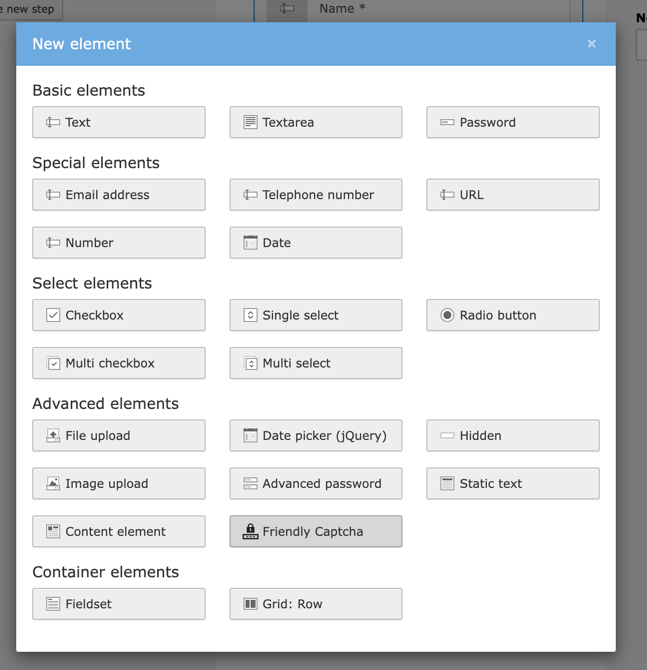 e new step
Name *
N
New element
×
Basic elements
Text
Textarea
Password
Special elements
Email address
Telephone number
URL
Number
Date
Select elements
Checkbox
Single select
Radio button
Multi checkbox
Multi select
Advanced elements
File upload
Date picker (jQuery)
Hidden
Image upload
Advanced password
Static text
Content element
Friendly Captcha
Container elements
Fieldset
Grid: Row